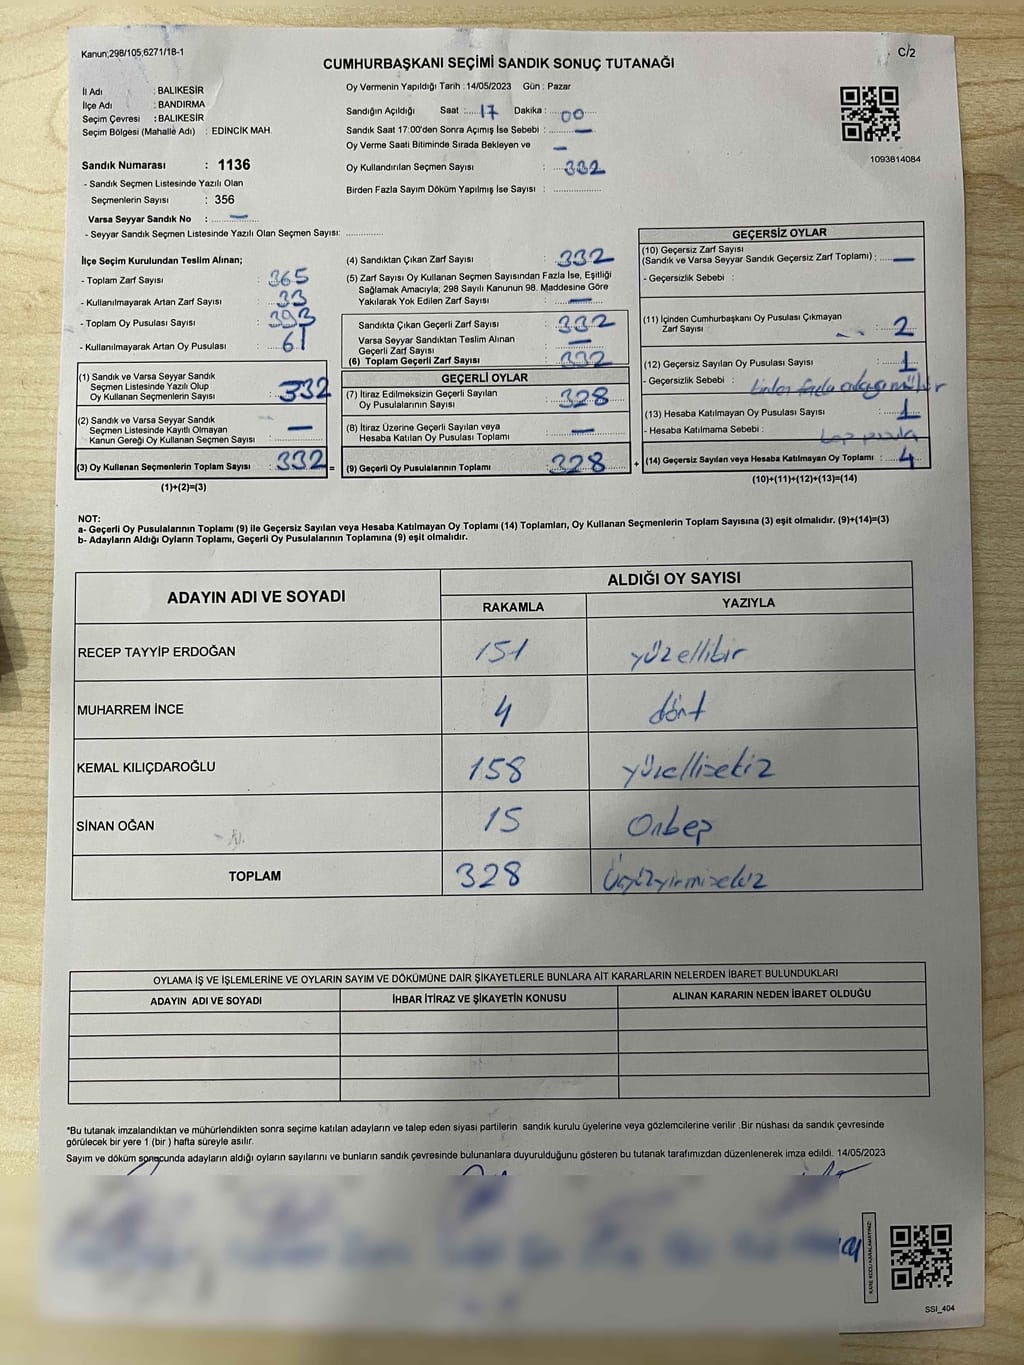 Kanun;298/105;6271/18-1
C/2
CUMHURBAŞKANI SEÇİMİ SANDIK SONUÇ TUTANAĞI
İl Adı : BALIKESİR
İlçe Adı : BANDIRMA
Seçim Çevresi : BALIKESİR
Seçim Bölgesi (Mahalle Adı) : EDİNCİK MAH.
Sandık Numarası : 1136
- Sandık Seçmen Listesinde Yazılı Olan
Seçmenlerin Sayısı : 356
Varsa Seyyar Sandık No : —
- Seyyar Sandık Seçmen Listesinde Yazılı Olan Seçmen Sayısı: ............
Oy Vermenin Yapıldığı Tarih : 14/05/2023 Gün : Pazar
Sandığın Açıldığı Saat : 17 Dakika : 00
Sandık Saat 17:00'den Sonra Açımış İse Sebebi : —
Oy Verme Saati Bitiminde Sırada Bekleyen ve —
Oy Kullandırılan Seçmen Sayısı : 332
Birden Fazla Sayım Döküm Yapılmış İse Sayısı : ............
1093814084
İlçe Seçim Kurulundan Teslim Alınan;
- Toplam Zarf Sayısı : 365
- Kullanılmayarak Artan Zarf Sayısı : 33
- Toplam Oy Pusulası Sayısı : 393
- Kullanılmayarak Artan Oy Pusulası : 61
(1) Sandık ve Varsa Seyyar Sandık
Seçmen Listesinde Yazılı Olup
Oy Kullanan Seçmenlerin Sayısı : 332
(2) Sandık ve Varsa Seyyar Sandık
Seçmen Listesinde Kayıtlı Olmayan
Kanun Gereği Oy Kullanan Seçmen Sayısı : —
(3) Oy Kullanan Seçmenlerin Toplam Sayısı : 332 =
(1)+(2)=(3)
(4) Sandıktan Çıkan Zarf Sayısı : 332
(5) Zarf Sayısı Oy Kullanan Seçmen Sayısından Fazla İse, Eşitliği
Sağlamak Amacıyla; 298 Sayılı Kanunun 98. Maddesine Göre
Yakılarak Yok Edilen Zarf Sayısı : —
Sandıkta Çıkan Geçerli Zarf Sayısı : 332
Varsa Seyyar Sandıktan Teslim Alınan
Geçerli Zarf Sayısı : —
(6) Toplam Geçerli Zarf Sayısı : 332
GEÇERLİ OYLAR
(7) İtiraz Edilmeksizin Geçerli Sayılan
Oy Pusulalarının Sayısı : 328
(8) İtiraz Üzerine Geçerli Sayılan veya
Hesaba Katılan Oy Pusulası Toplamı : —
(9) Geçerli Oy Pusulalarının Toplamı : 328 +
GEÇERSİZ OYLAR
(10) Geçersiz Zarf Sayısı
(Sandık ve Varsa Seyyar Sandık Geçersiz Zarf Toplamı) : —
- Geçersizlik Sebebi :
(11) İçinden Cumhurbaşkanı Oy Pusulası Çıkmayan
Zarf Sayısı : 2
(12) Geçersiz Sayılan Oy Pusulası Sayısı : 1
- Geçersizlik Sebebi : fazla
(13) Hesaba Katılmayan Oy Pusulası Sayısı : 1
- Hesaba Katılmama Sebebi : pusula
(14) Geçersiz Sayılan veya Hesaba Katılmayan Oy Toplamı : 4
(10)+(11)+(12)+(13)=(14)
NOT:
a- Geçerli Oy Pusulalarının Toplamı (9) ile Geçersiz Sayılan veya Hesaba Katılmayan Oy Toplamı (14) Toplamları, Oy Kullanan Seçmenlerin Toplam Sayısına (3) eşit olmalıdır. (9)+(14)=(3)
b- Adayların Aldığı Oyların Toplamı, Geçerli Oy Pusulalarının Toplamına (9) eşit olmalıdır.
ADAYIN ADI VE SOYADI ALDIĞI OY SAYISI
RAKAMLA YAZIYLA
RECEP TAYYİP ERDOĞAN 151 yüzellibir
MUHARREM İNCE 4 dört
KEMAL KILIÇDAROĞLU 158 yüzellisekiz
SİNAN OĞAN 15 Onbeş
TOPLAM 328 Üçyüzyirmisekiz
OYLAMA İŞ VE İŞLEMLERİNE VE OYLARIN SAYIM VE DÖKÜMÜNE DAİR ŞİKAYETLERLE BUNLARA AİT KARARLARIN NELERDEN İBARET BULUNDUKLARI
ADAYIN ADI VE SOYADI İHBAR İTİRAZ VE ŞİKAYETİN KONUSU ALINAN KARARIN NEDEN İBARET OLDUĞU
*Bu tutanak imzalandıktan ve mühürlendikten sonra seçime katılan adayların ve talep eden siyasi partilerin sandık kurulu üyelerine veya gözlemcilerine verilir .Bir nüshası da sandık çevresinde
görülecek bir yere 1 (bir ) hafta süreyle asılır.
Sayım ve döküm sonucunda adayların aldığı oyların sayılarını ve bunların sandık çevresinde bulunanlara duyurulduğunu gösteren bu tutanak tarafımızdan düzenlenerek imza edildi. 14/05/2023
KARE KODU KARALAMAYINIZ!
SSİ_404